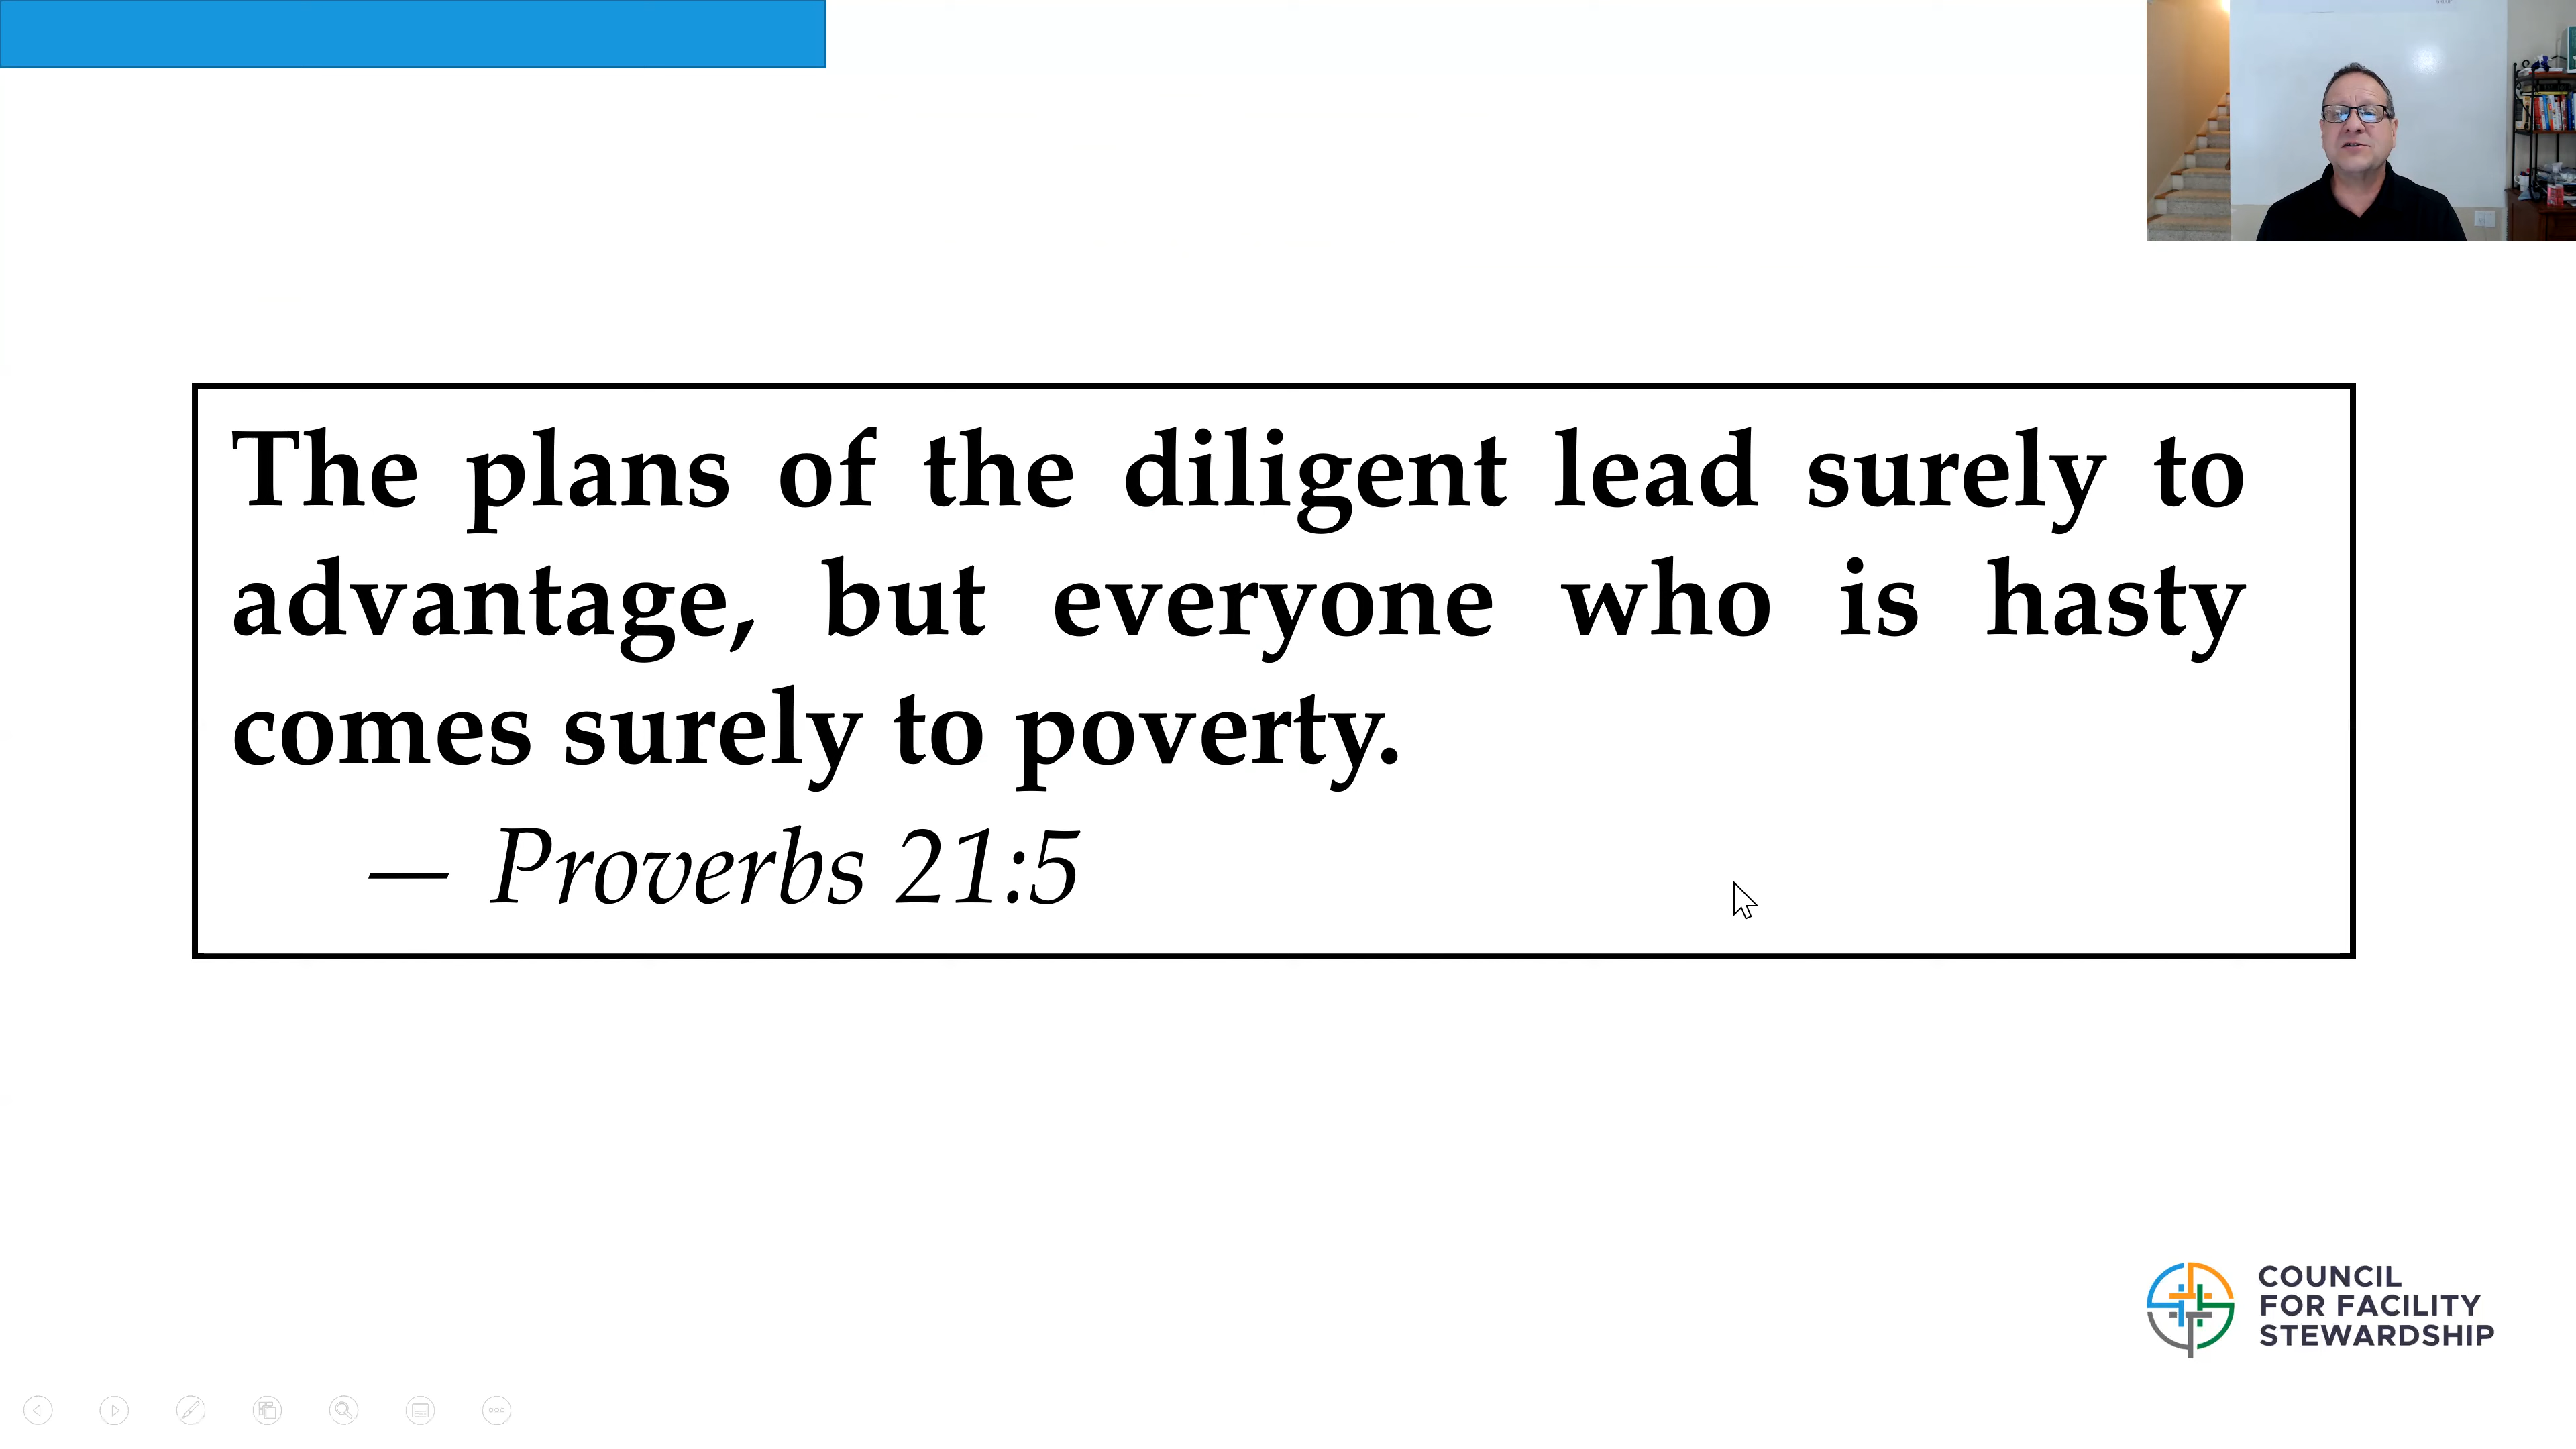 The plans of the diligent lead surely to
advantage, but everyone who is hasty
comes surely to poverty.
— Proverbs 21:5
COUNCIL
FOR FACILITY
STEWARDSHIP